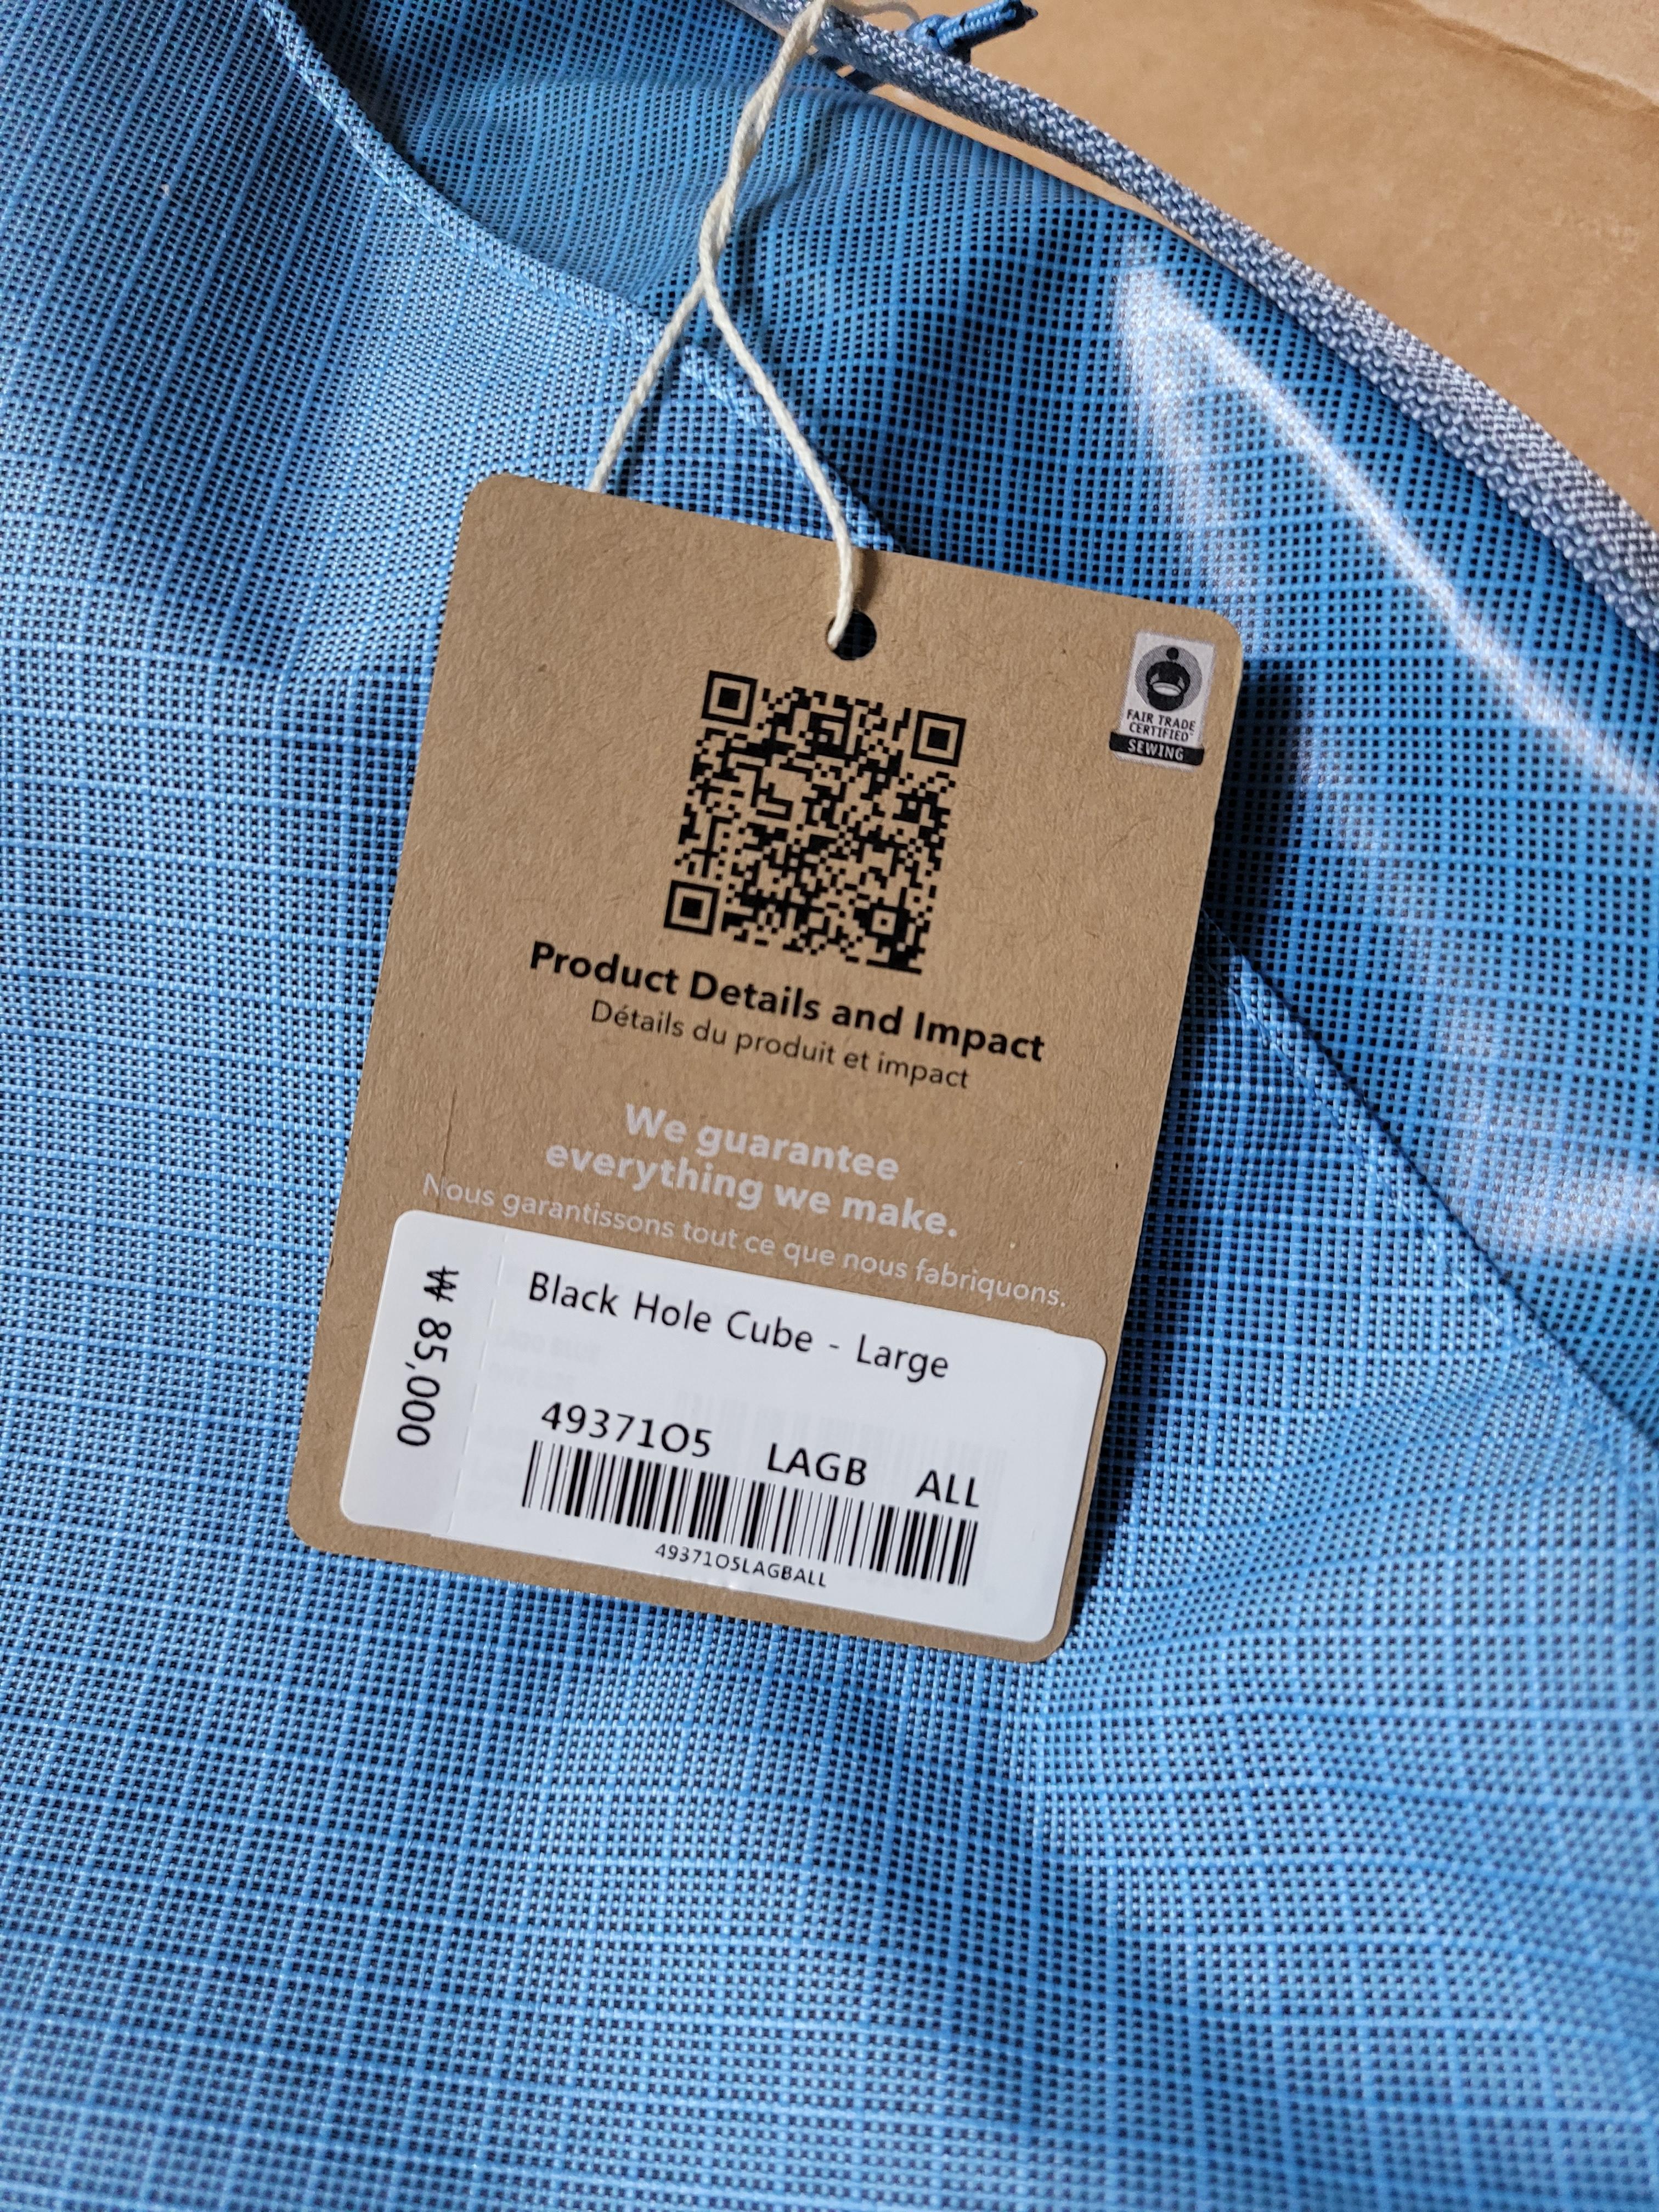 FAIR TRADE
CERTIFIED
SEWING
Product Details and Impact
Détails du produit et impact
We guarantee
everything we make.
Nous garantissons tout ce que nous fabriquons.
₩ 85,000
Black Hole Cube - Large
49371O5 LAGB ALL
49371O5LAGBALL